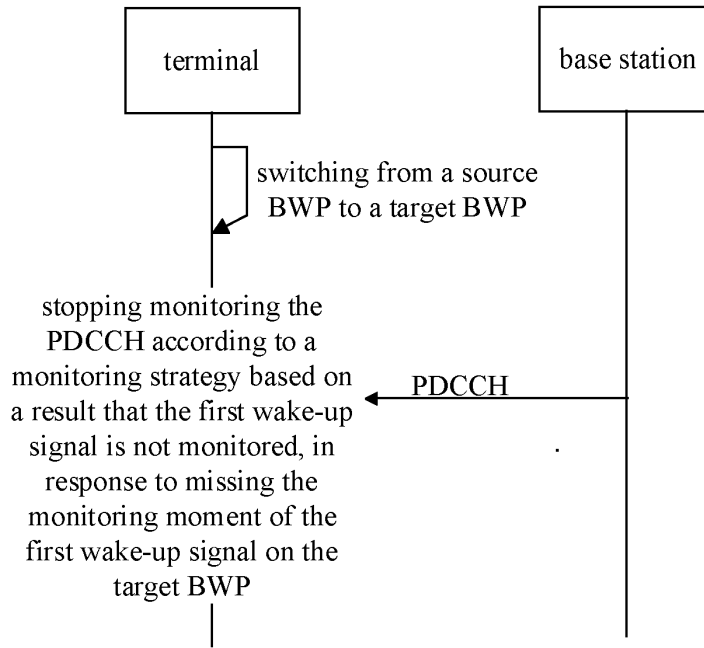 terminal
base station
switching from a source
BWP to a target BWP
stopping monitoring the
PDCCH according to a
monitoring strategy based on
a result that the first wake-up
signal is not monitored, in
response to missing the
monitoring moment of the
first wake-up signal on the
target BWP
PDCCH